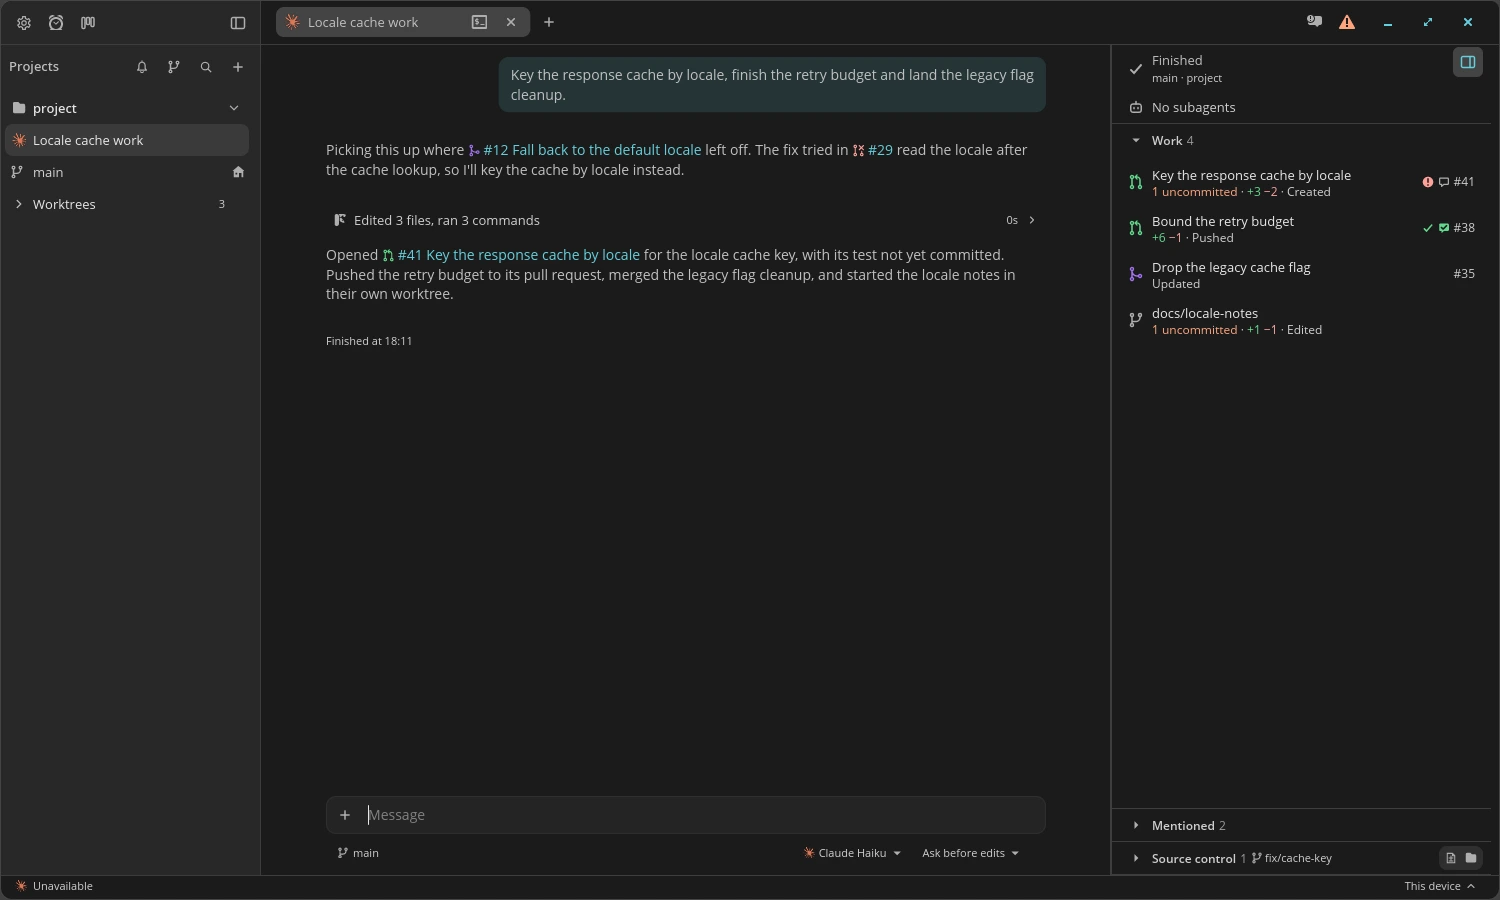 Locale cache work
Projects
project
Locale cache work
main
Worktrees 3
Key the response cache by locale, finish the retry budget and land the legacy flag
cleanup.
Picking this up where #12 Fall back to the default locale left off. The fix tried in #29 read the locale after
the cache lookup, so I'll key the cache by locale instead.
Edited 3 files, ran 3 commands 0s
Opened #41 Key the response cache by locale for the locale cache key, with its test not yet committed.
Pushed the retry budget to its pull request, merged the legacy flag cleanup, and started the locale notes in
their own worktree.
Finished at 18:11
Message
main
Claude Haiku
Ask before edits
Finished
main · project
No subagents
Work 4
Key the response cache by locale #41
1 uncommitted · +3 −2 · Created
Bound the retry budget #38
+6 −1 · Pushed
Drop the legacy cache flag #35
Updated
docs/locale-notes
1 uncommitted · +1 −1 · Edited
Mentioned 2
Source control 1 fix/cache-key
Unavailable
This device